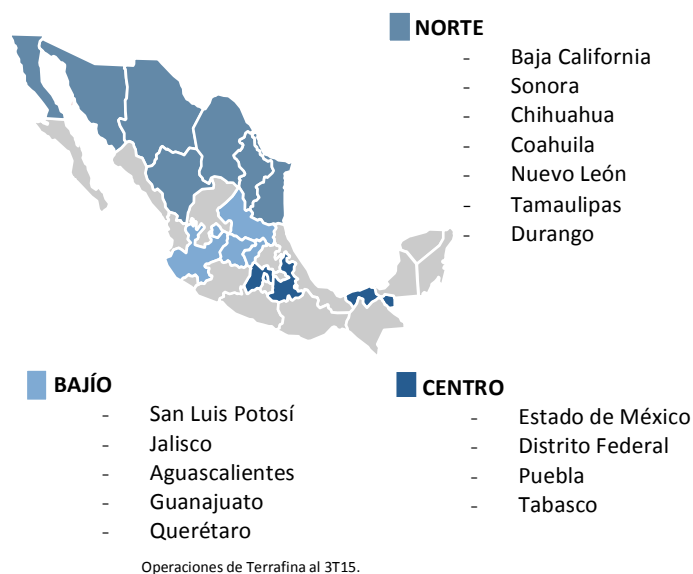 NORTE
- Baja California
- Sonora
- Chihuahua
- Coahuila
- Nuevo León
- Tamaulipas
- Durango
BAJÍO
- San Luis Potosí
- Jalisco
- Aguascalientes
- Guanajuato
- Querétaro
CENTRO
- Estado de México
- Distrito Federal
- Puebla
- Tabasco
Operaciones de Terrafina al 3T15.